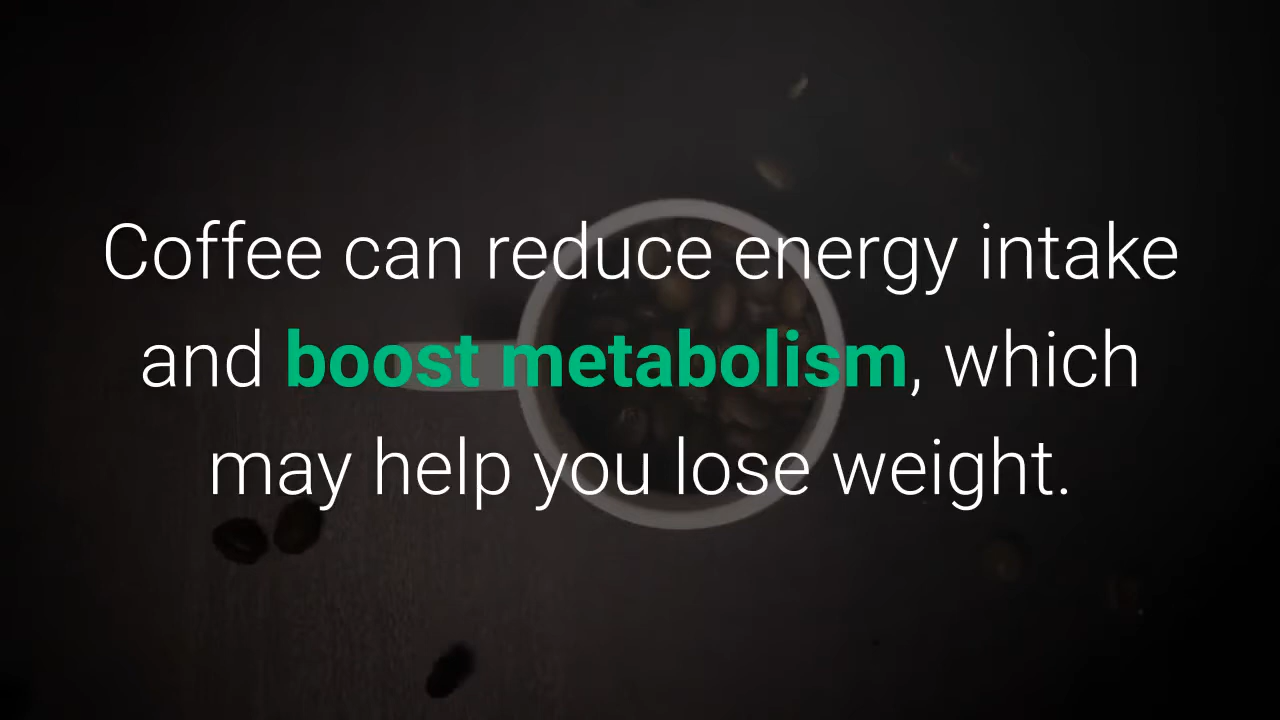 Coffee can reduce energy intake
and boost metabolism, which
may help you lose weight.